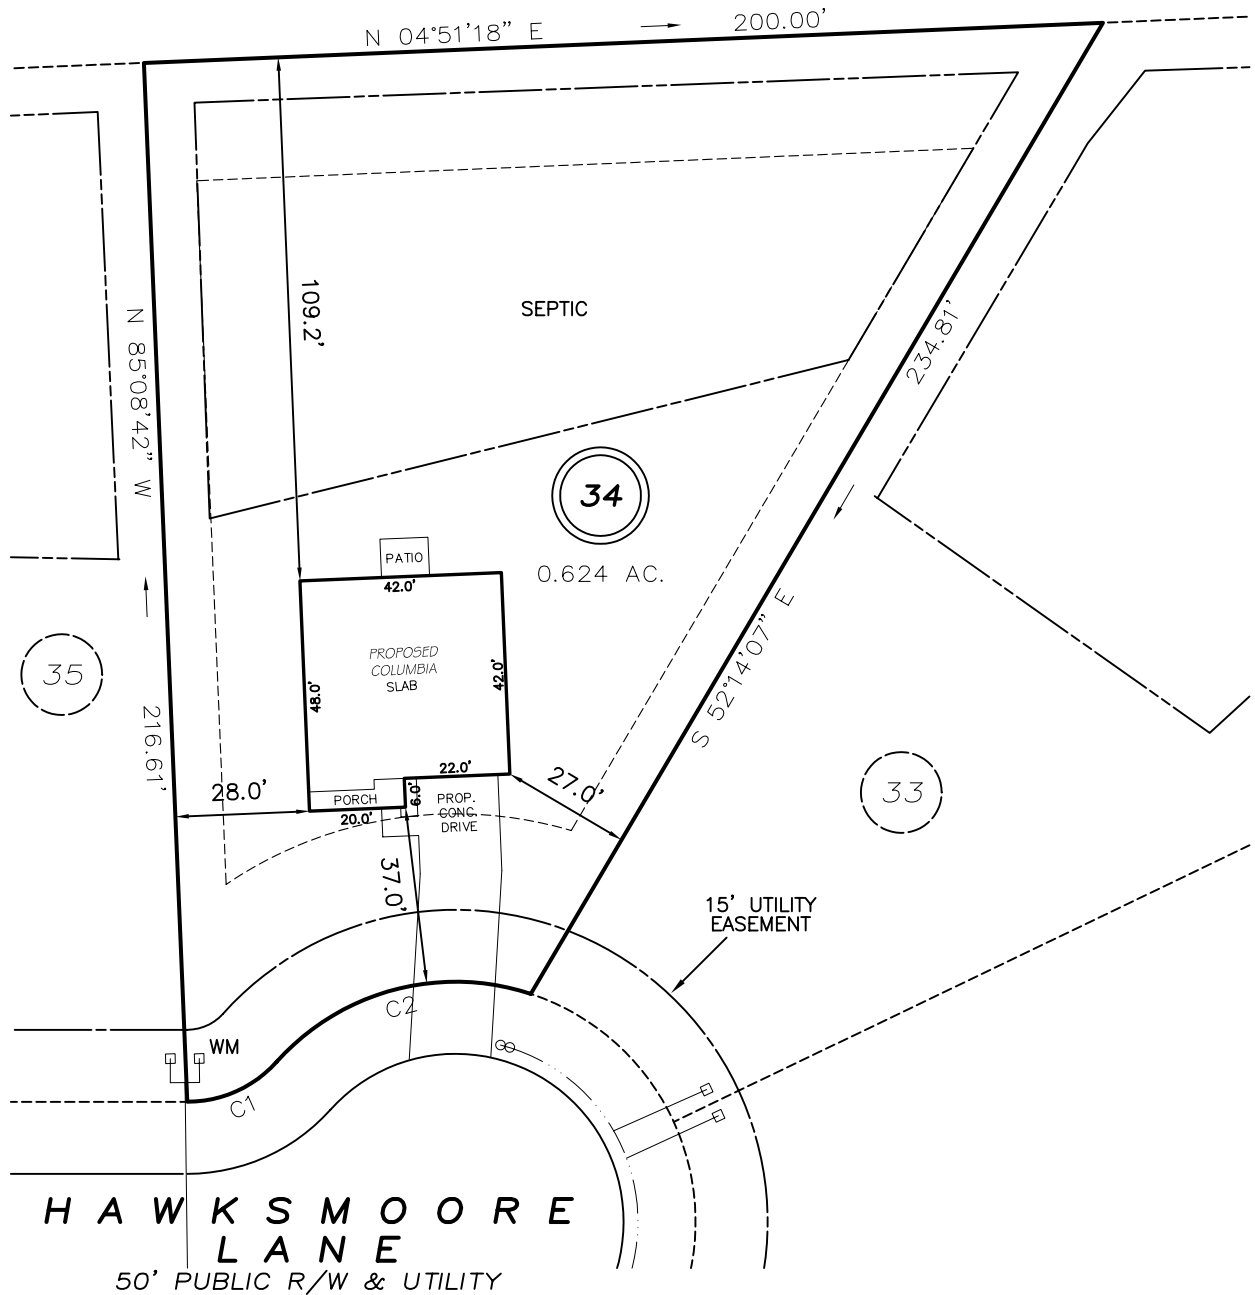 N 04°51'18" E
200.00'
109.2'
SEPTIC
N 85°08'42" W
234.81'
34
0.624 AC.
PATIO
42.0'
PROPOSED
COLUMBIA
SLAB
48.0'
42.0'
35
S 52°14'07" E
216.61'
28.0'
22.0'
27.0'
33
PORCH
6.0'
20.0'
PROP.
CONC.
DRIVE
37.0'
15' UTILITY
EASEMENT
C2
WM
C1
HAWKSMOORE
LANE
50' PUBLIC R/W & UTILITY